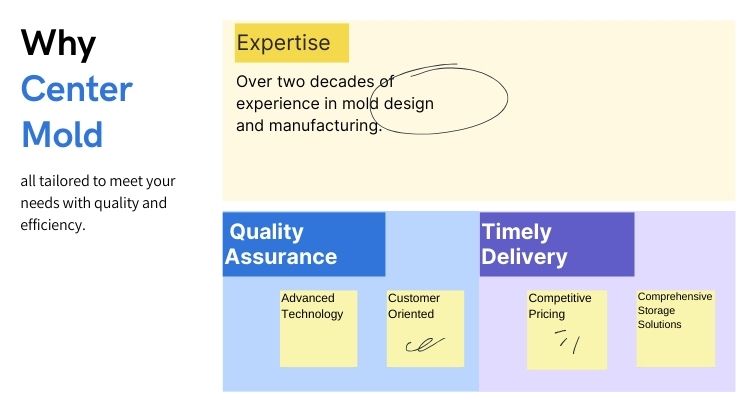 Why
Center
Mold
all tailored to meet your
needs with quality and
efficiency.
Expertise
Over two decades of
experience in mold design
and manufacturing.
Quality
Assurance
Advanced
Technology
Customer
Oriented
Timely
Delivery
Competitive
Pricing
Comprehensive
Storage
Solutions